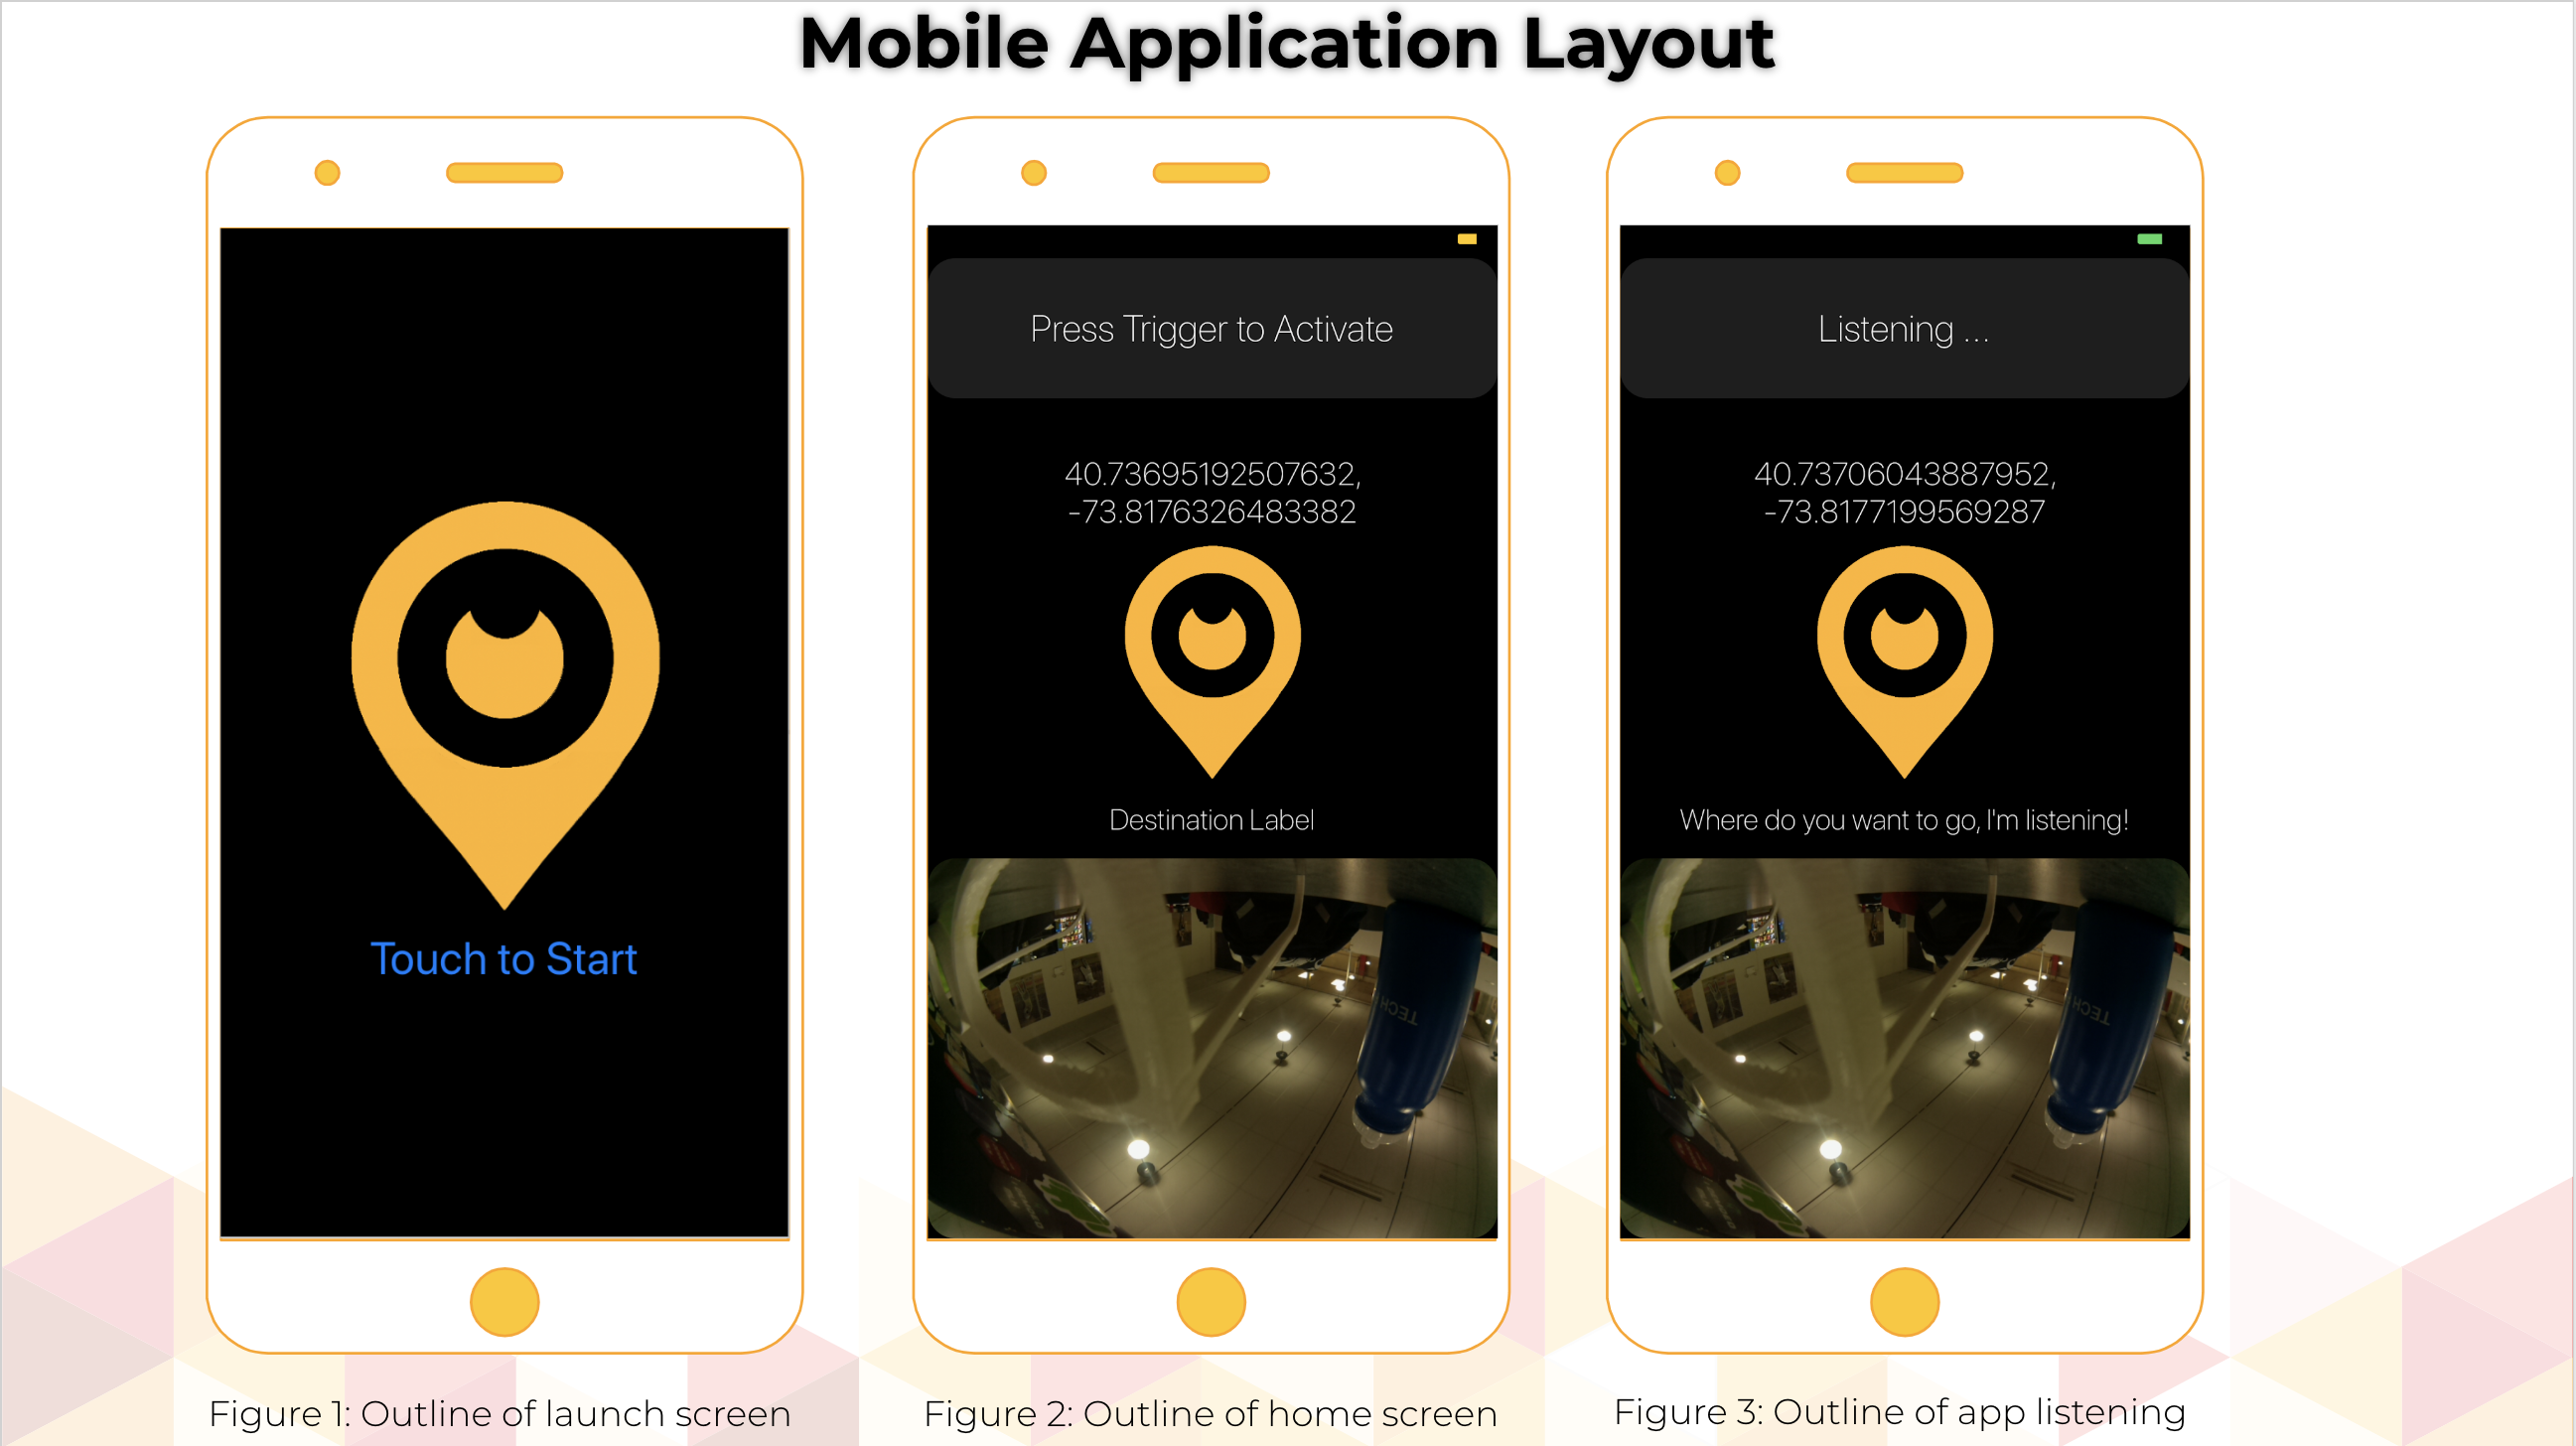 Mobile Application Layout
Touch to Start
Press Trigger to Activate
40.73695192507632,
-73.8176326483382
Destination Label
TECH
Listening ...
40.73706043887952,
-73.8177199569287
Where do you want to go, I'm listening!
TECH
Figure 1: Outline of launch screen
Figure 2: Outline of home screen
Figure 3: Outline of app listening